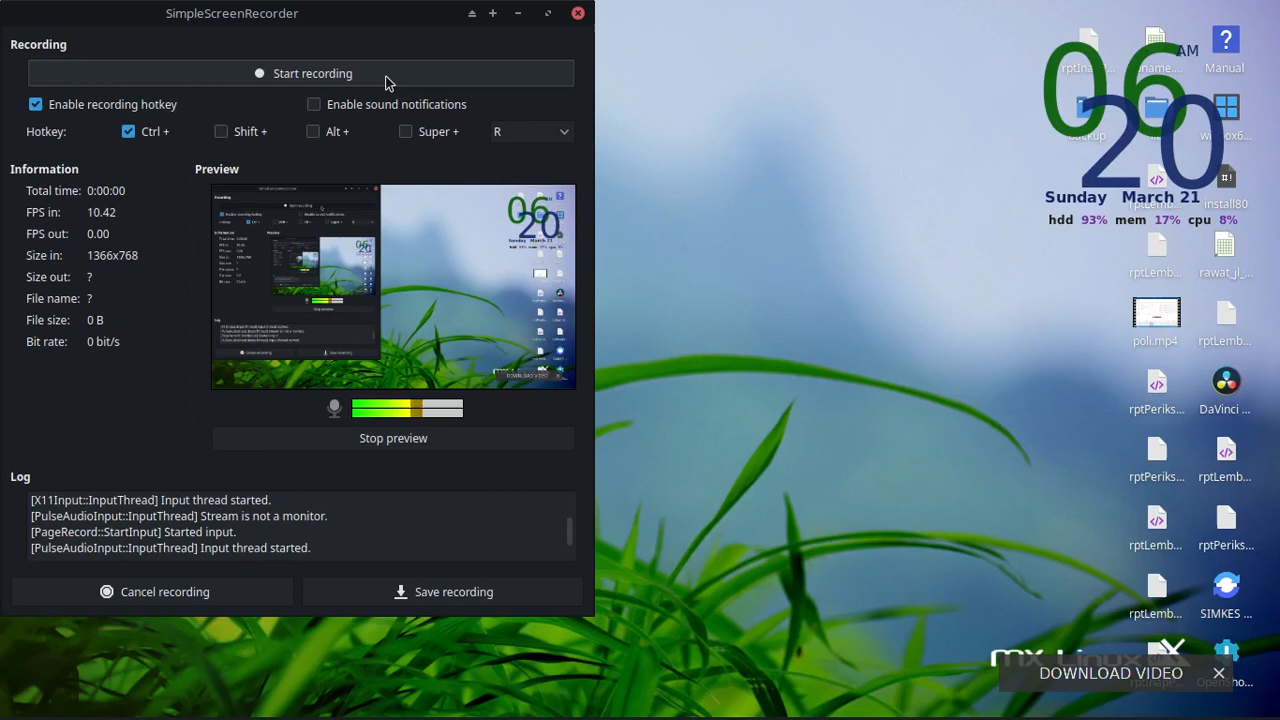 SimpleScreenRecorder
Recording
Start recording
Enable recording hotkey
Enable sound notifications
Hotkey:
Ctrl +
Shift +
Alt +
Super +
R
Information
Total time: 0:00:00
FPS in: 10.42
FPS out: 0.00
Size in: 1366x768
Size out: ?
File name: ?
File size: 0 B
Bit rate: 0 bit/s
Preview
Stop preview
Log
[X11Input::InputThread] Input thread started.
[PulseAudioInput::InputThread] Stream is not a monitor.
[PageRecord::StartInput] Started input.
[PulseAudioInput::InputThread] Input thread started.
Cancel recording
Save recording
06 AM
20
Sunday March 21
hdd 93% mem 17% cpu 8%
Manual
backup
install80
rptLemb...
rawat_jl_...
poli.mp4
rptLemb...
rptPeriks...
DaVinci ...
rptPeriks...
rptLemb...
rptLemb...
rptPeriks...
rptLemb...
SIMKES ...
mx Linux
DOWNLOAD VIDEO